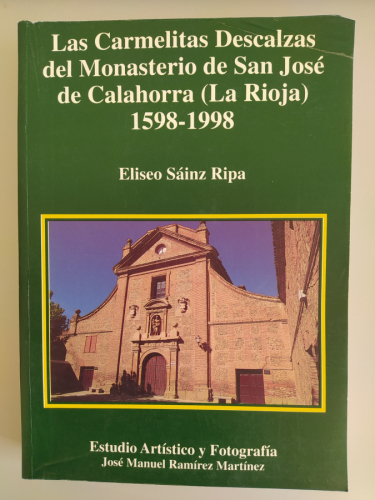 Las Carmelitas Descalzas
del Monasterio de San José
de Calahorra (La Rioja)
1598-1998
Eliseo Sáinz Ripa
Estudio Artístico y Fotografía
José Manuel Ramírez Martínez